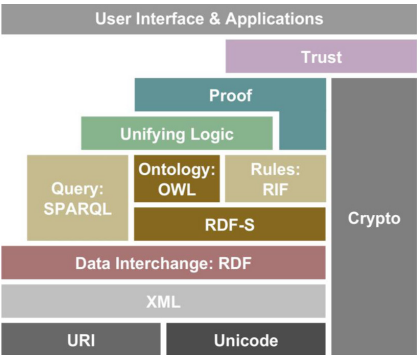 User Interface & Applications
Trust
Proof
Unifying Logic
Query:
SPARQL
Ontology:
OWL
Rules:
RIF
RDF-S
Crypto
Data Interchange: RDF
XML
URI
Unicode